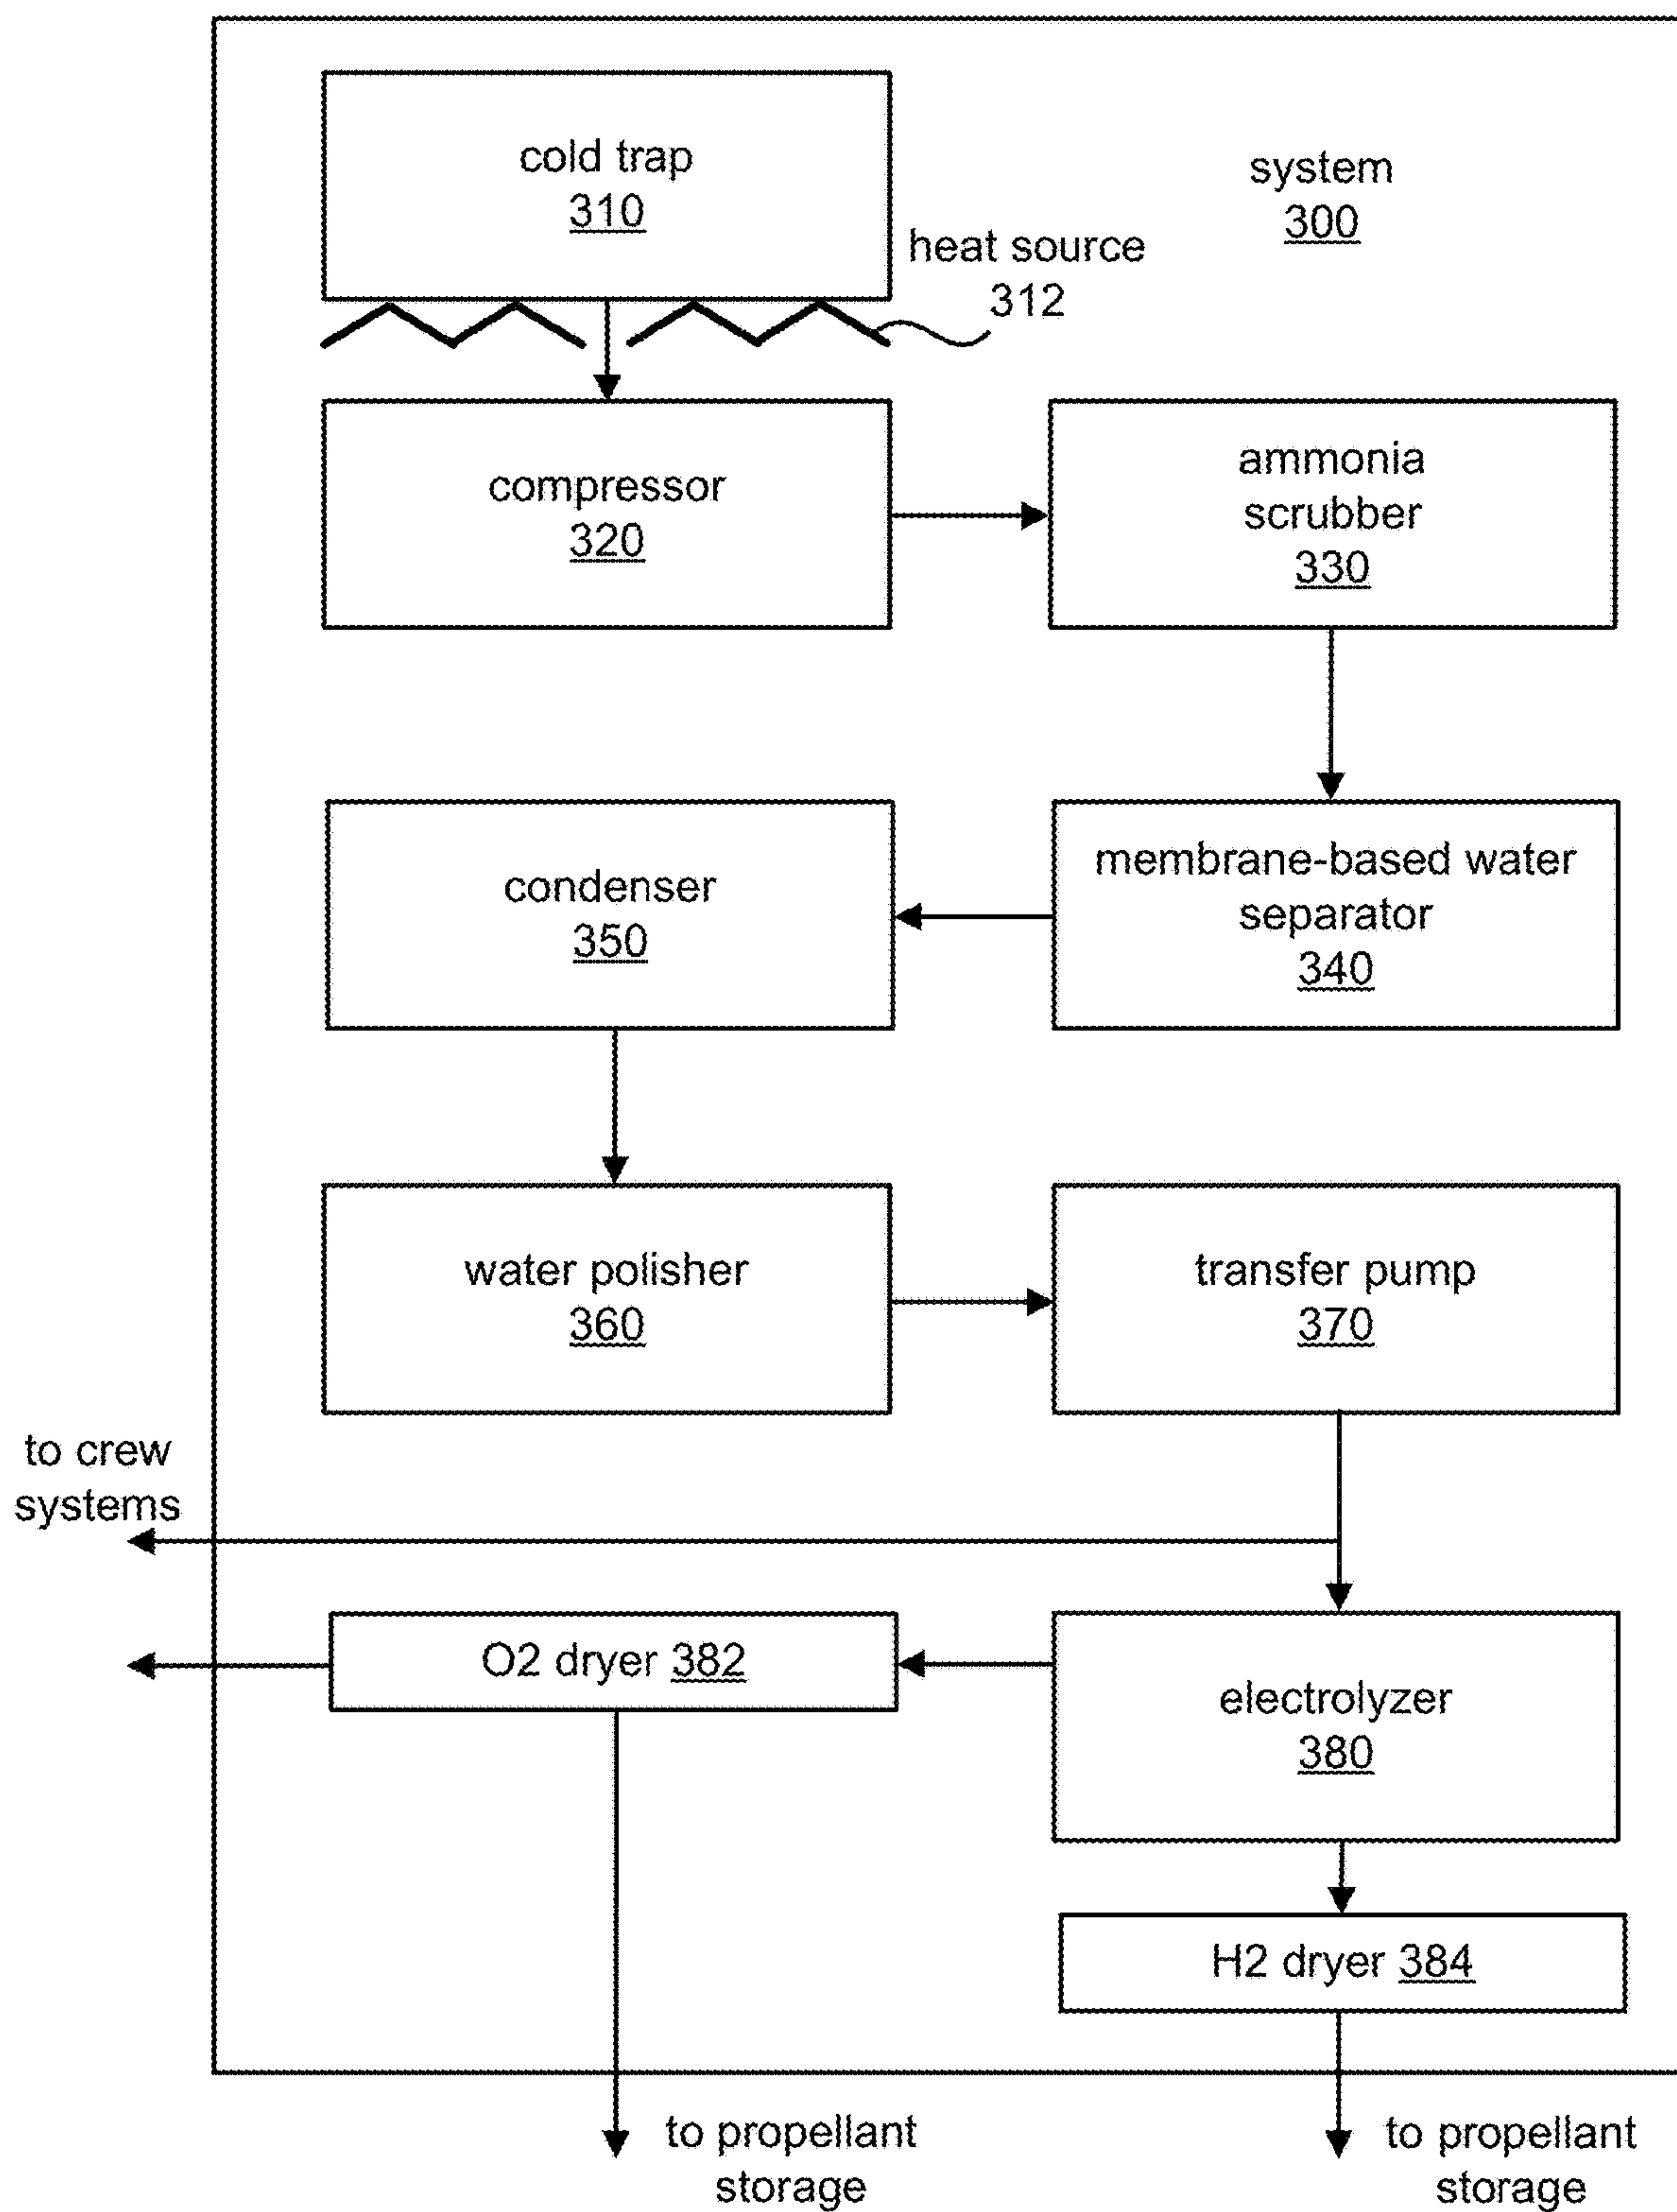 cold trap
310
system
300
heat source
312
compressor
320
ammonia
scrubber
330
condenser
350
membrane-based water
separator
340
water polisher
360
transfer pump
370
to crew
systems
O2 dryer 382
electrolyzer
380
H2 dryer 384
to propellant
storage
to propellant
storage